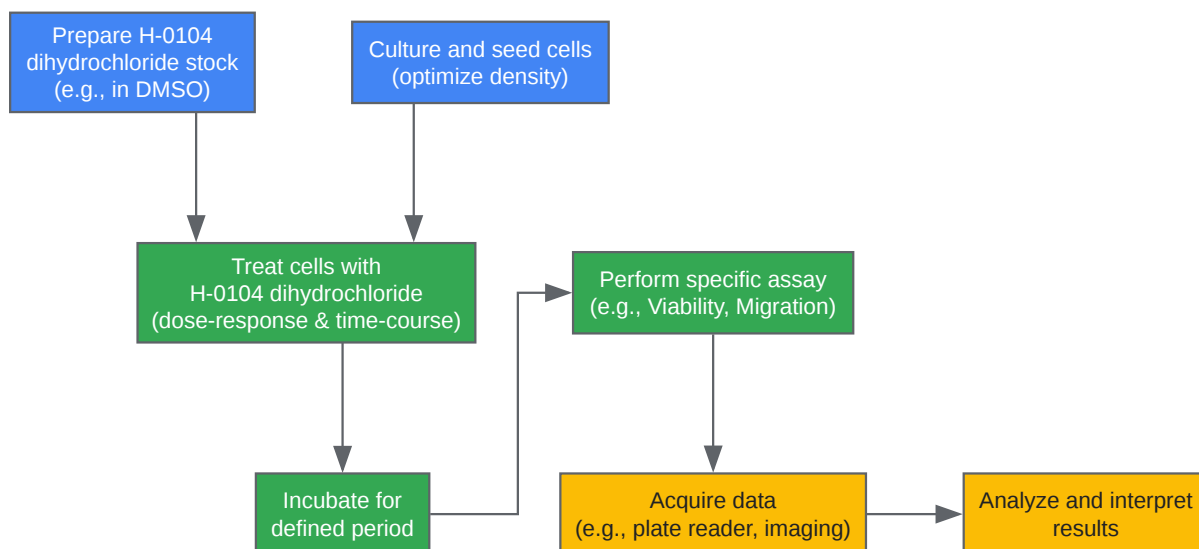 Prepare H-0104
dihydrochloride stock
(e.g., in DMSO)
Culture and seed cells
(optimize density)
Treat cells with
H-0104 dihydrochloride
(dose-response & time-course)
Perform specific assay
(e.g., Viability, Migration)
Incubate for
defined period
Acquire data
(e.g., plate reader, imaging)
Analyze and interpret
results